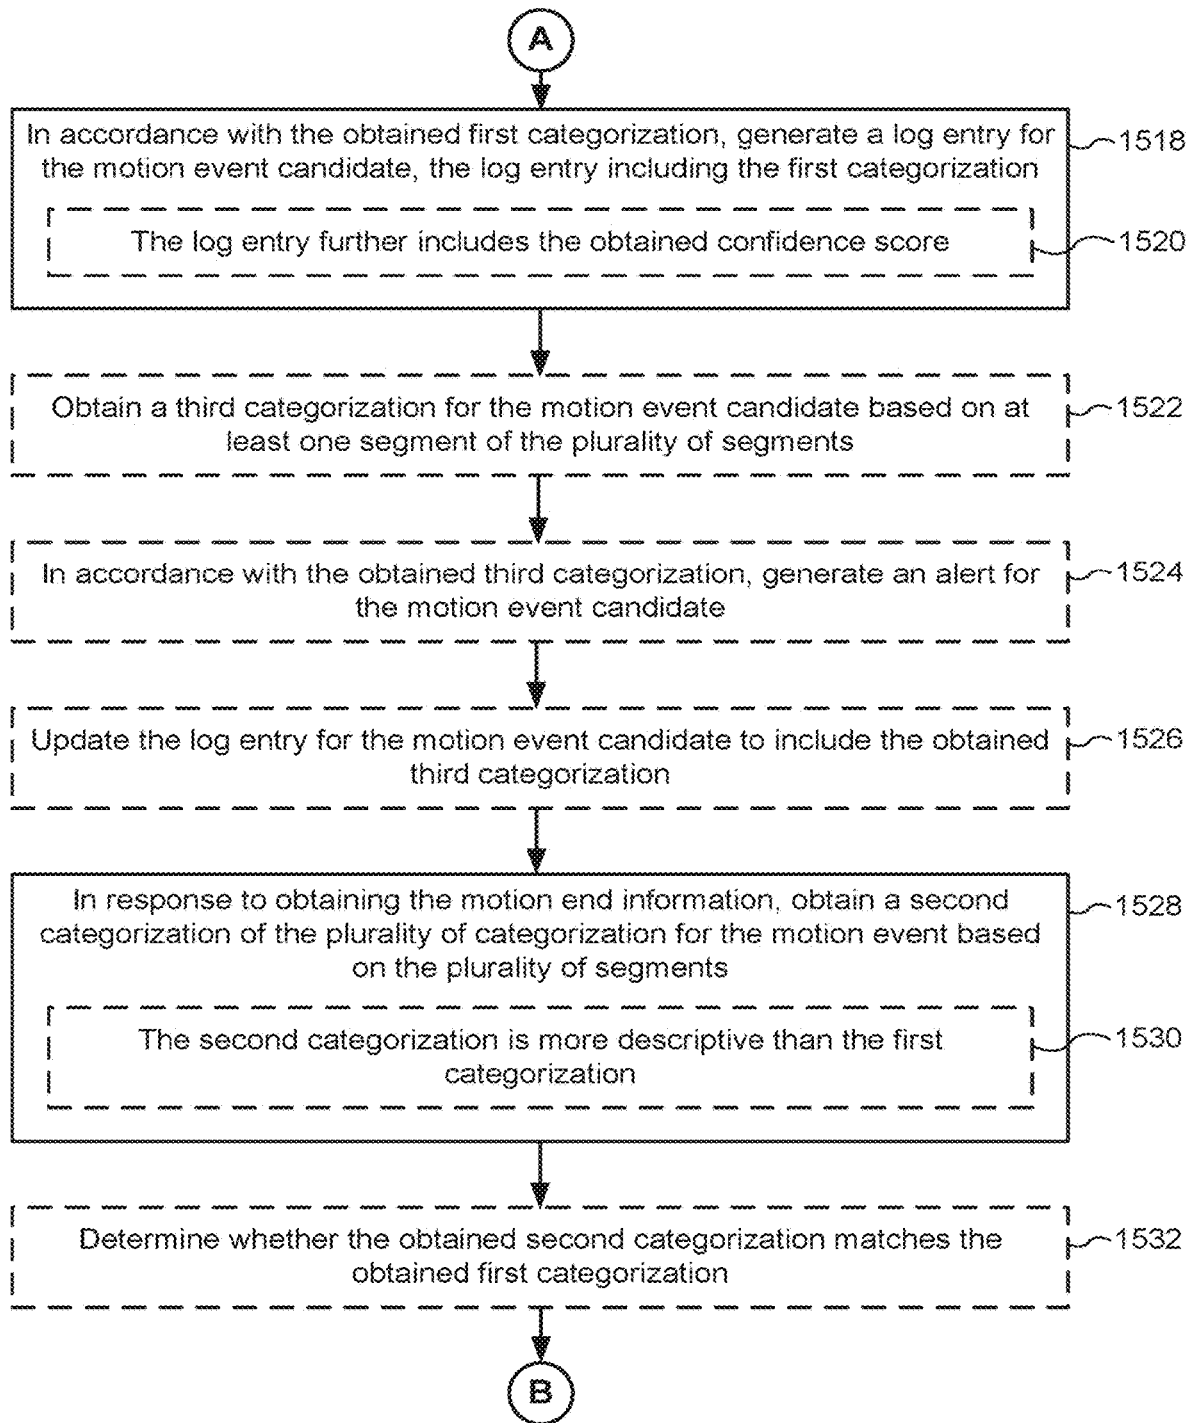 A
In accordance with the obtained first categorization, generate a log entry for
the motion event candidate, the log entry including the first categorization
1518
The log entry further includes the obtained confidence score
1520
Obtain a third categorization for the motion event candidate based on at
least one segment of the plurality of segments
1522
In accordance with the obtained third categorization, generate an alert for
the motion event candidate
1524
Update the log entry for the motion event candidate to include the obtained
third categorization
1526
In response to obtaining the motion end information, obtain a second
categorization of the plurality of categorization for the motion event based
on the plurality of segments
1528
The second categorization is more descriptive than the first
categorization
1530
Determine whether the obtained second categorization matches the
obtained first categorization
1532
B